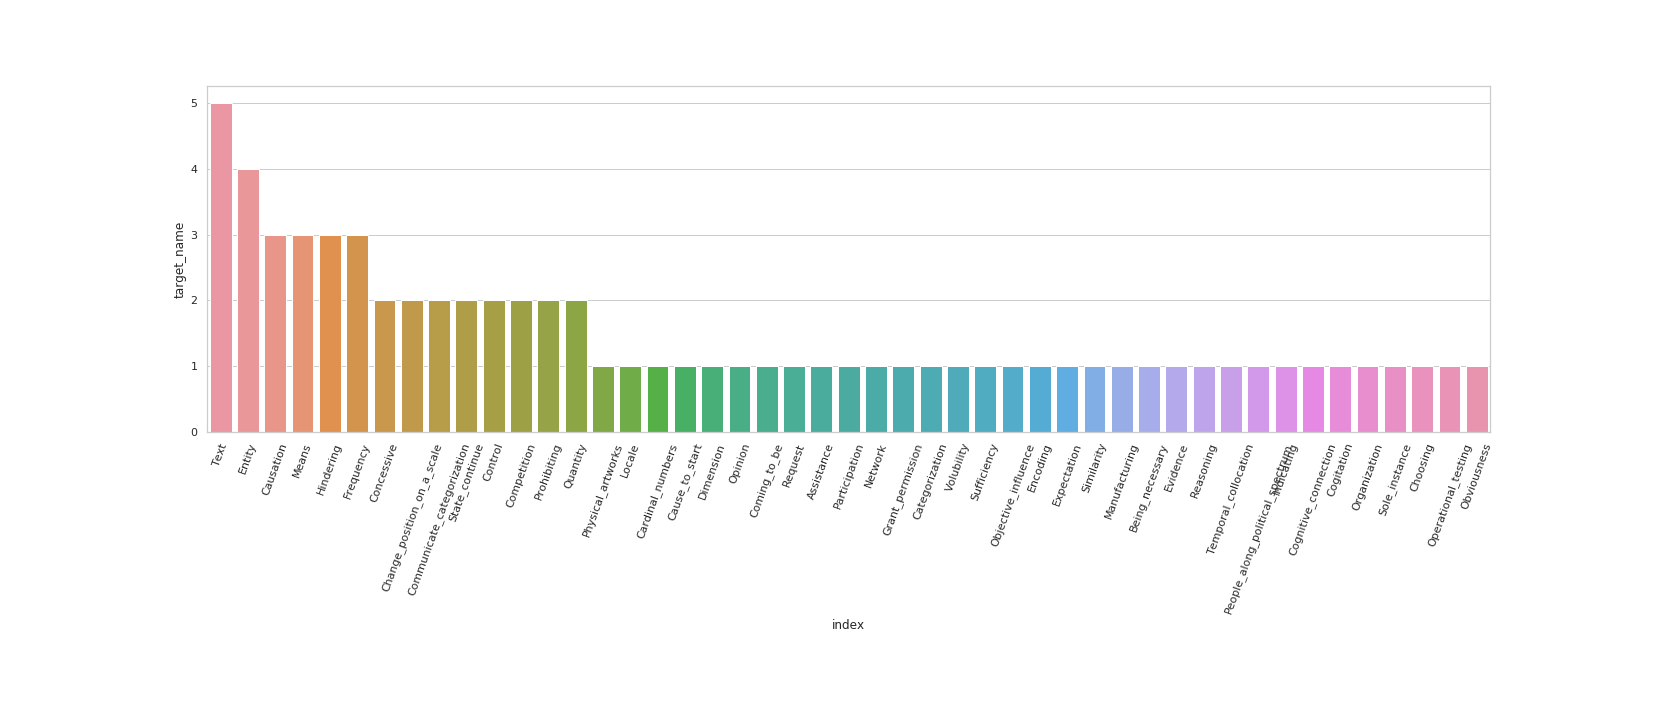 5
4
3
2
1
0
target_name
Text
Entity
Causation
Means
Hindering
Frequency
Concessive
Change_position_on_a_scale
Communicate_categorization
State_continue
Control
Competition
Prohibiting
Quantity
Physical_artworks
Locale
Cardinal_numbers
Cause_to_start
Dimension
Opinion
Coming_to_be
Request
Assistance
Participation
Network
Grant_permission
Categorization
Volubility
Sufficiency
Objective_influence
Encoding
Expectation
Similarity
Manufacturing
Being_necessary
Evidence
Reasoning
Temporal_collocation
People_along_political_spectrum
Indicating
Cognitive_connection
Cogitation
Organization
Sole_instance
Choosing
Operational_testing
Obviousness
index